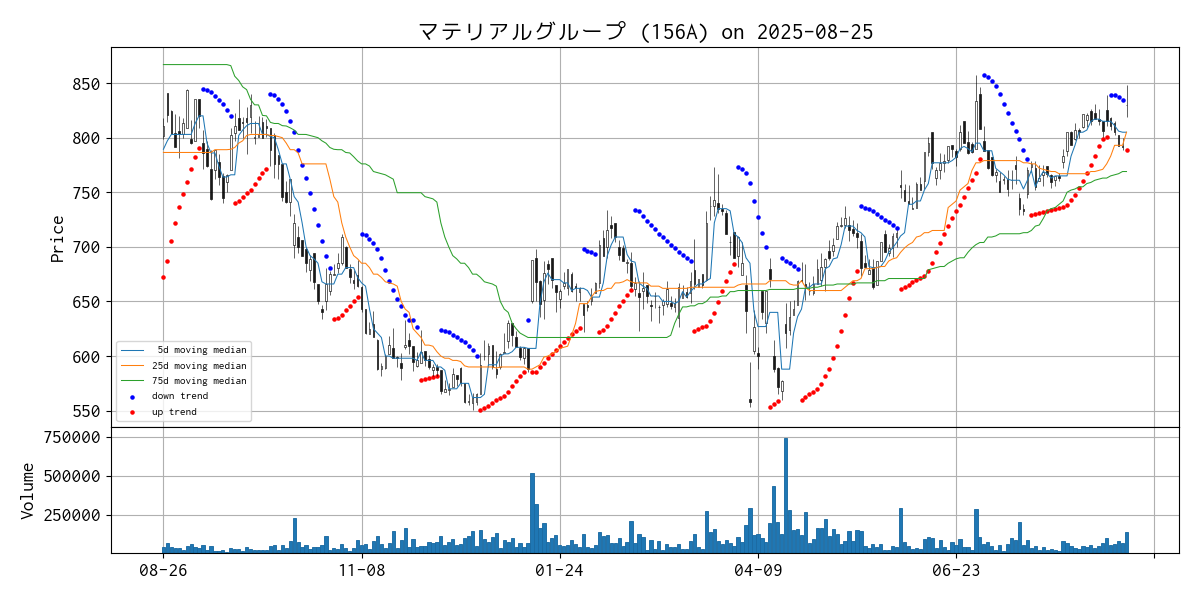 マテリアルグループ (156A) on 2025-08-25
Price
850
800
750
700
650
600
550
5d moving median
25d moving median
75d moving median
down trend
up trend
Volume
750000
500000
250000
08-26 11-08 01-24 04-09 06-23